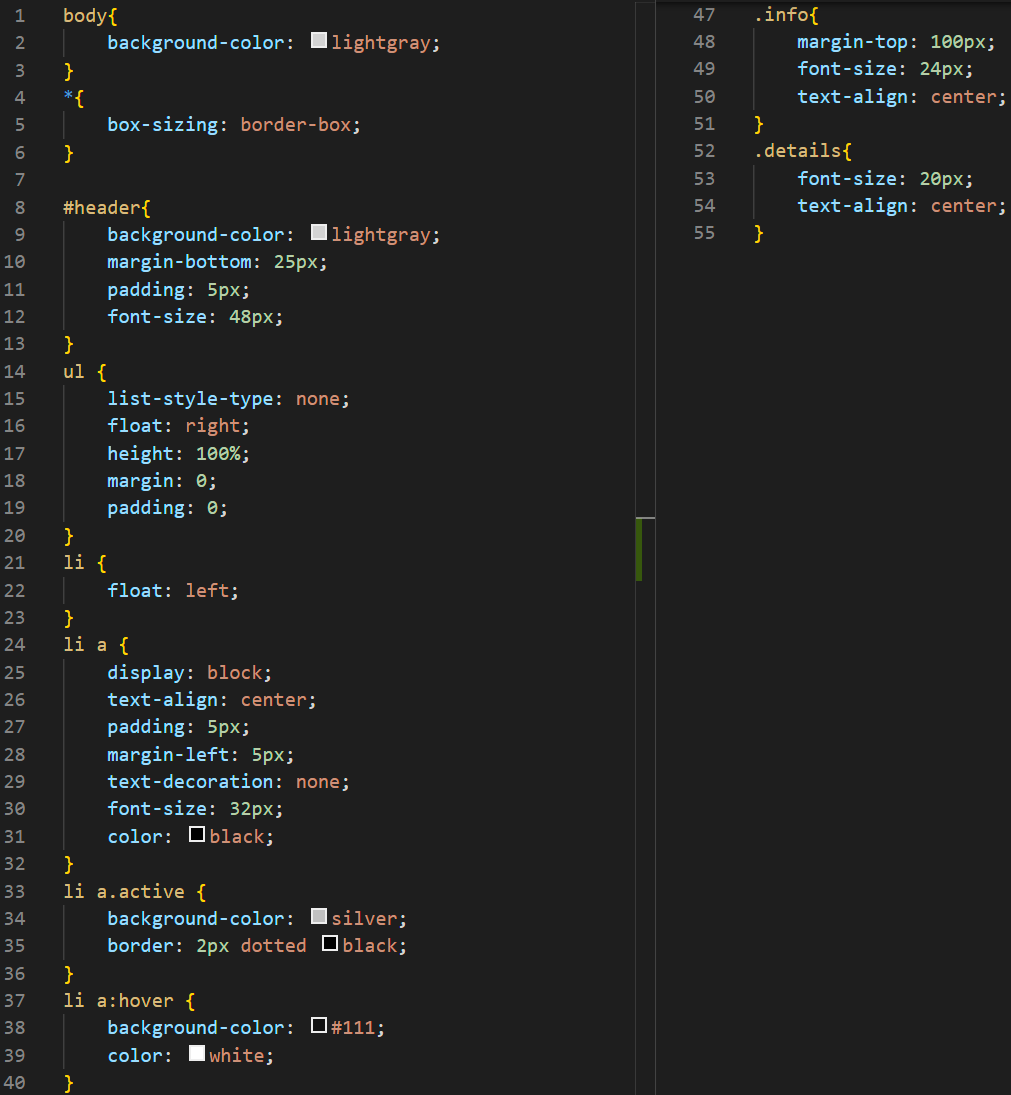 1 body{
2 background-color: lightgray;
3 }
4 *{
5 box-sizing: border-box;
6 }
7
8 #header{
9 background-color: lightgray;
10 margin-bottom: 25px;
11 padding: 5px;
12 font-size: 48px;
13 }
14 ul {
15 list-style-type: none;
16 float: right;
17 height: 100%;
18 margin: 0;
19 padding: 0;
20 }
21 li {
22 float: left;
23 }
24 li a {
25 display: block;
26 text-align: center;
27 padding: 5px;
28 margin-left: 5px;
29 text-decoration: none;
30 font-size: 32px;
31 color: black;
32 }
33 li a.active {
34 background-color: silver;
35 border: 2px dotted black;
36 }
37 li a:hover {
38 background-color: #111;
39 color: white;
40 }
47 .info{
48 margin-top: 100px;
49 font-size: 24px;
50 text-align: center;
51 }
52 .details{
53 font-size: 20px;
54 text-align: center;
55 }